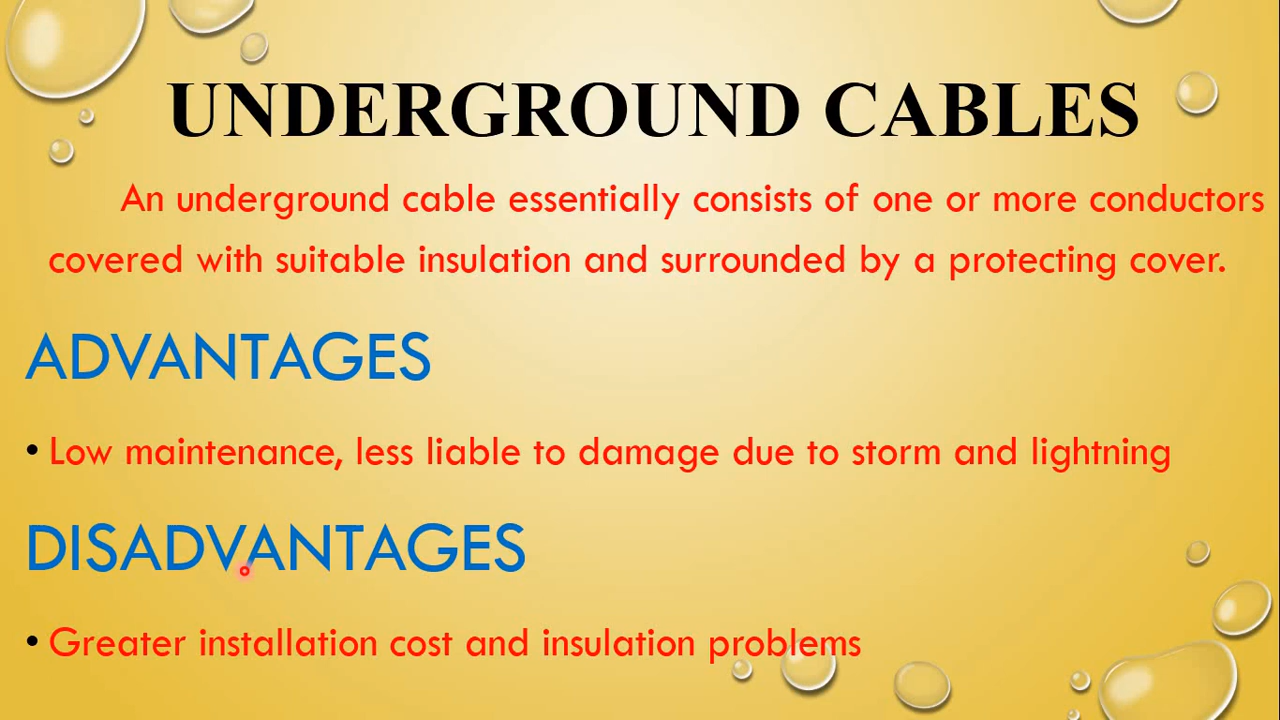 UNDERGROUND CABLES
An underground cable essentially consists of one or more conductors
covered with suitable insulation and surrounded by a protecting cover.
ADVANTAGES
• Low maintenance, less liable to damage due to storm and lightning
DISADVANTAGES
• Greater installation cost and insulation problems